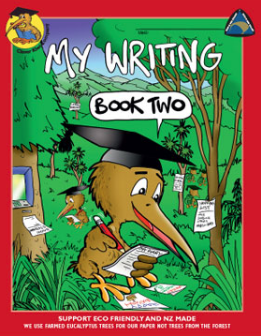 MY WRITING
BOOK TWO
SUPPORT ECO FRIENDLY AND NZ MADE
WE USE FARMED EUCALYPTUS TREES FOR OUR PAPER NOT TREES FROM THE FOREST